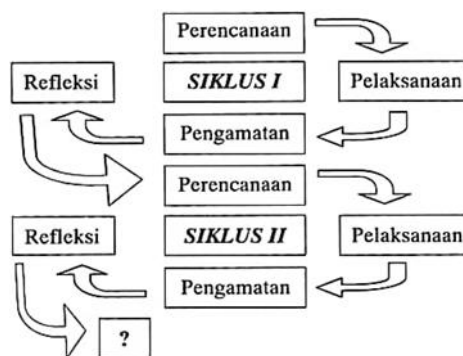 Perencanaan
Refleksi
SIKLUS I
Pelaksanaan
Pengamatan
Perencanaan
Refleksi
SIKLUS II
Pelaksanaan
Pengamatan
?